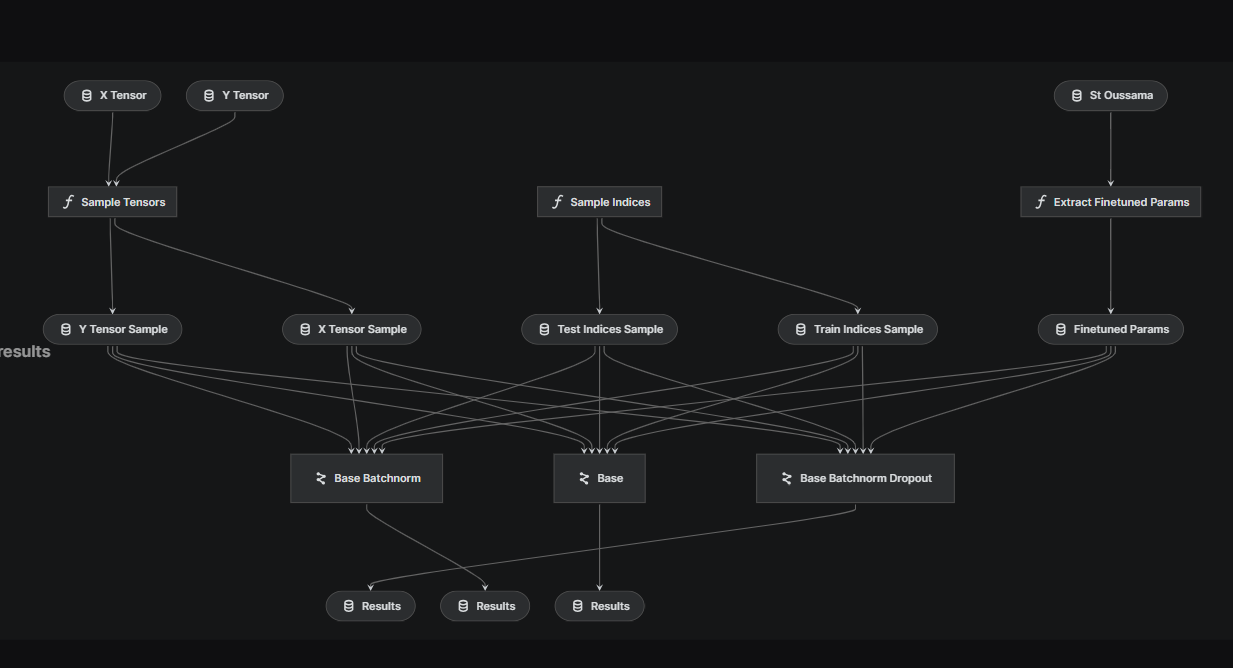 X Tensor
Y Tensor
St Oussama
Sample Tensors
Sample Indices
Extract Finetuned Params
Y Tensor Sample
X Tensor Sample
Test Indices Sample
Train Indices Sample
Finetuned Params
results
Base Batchnorm
Base
Base Batchnorm Dropout
Results
Results
Results